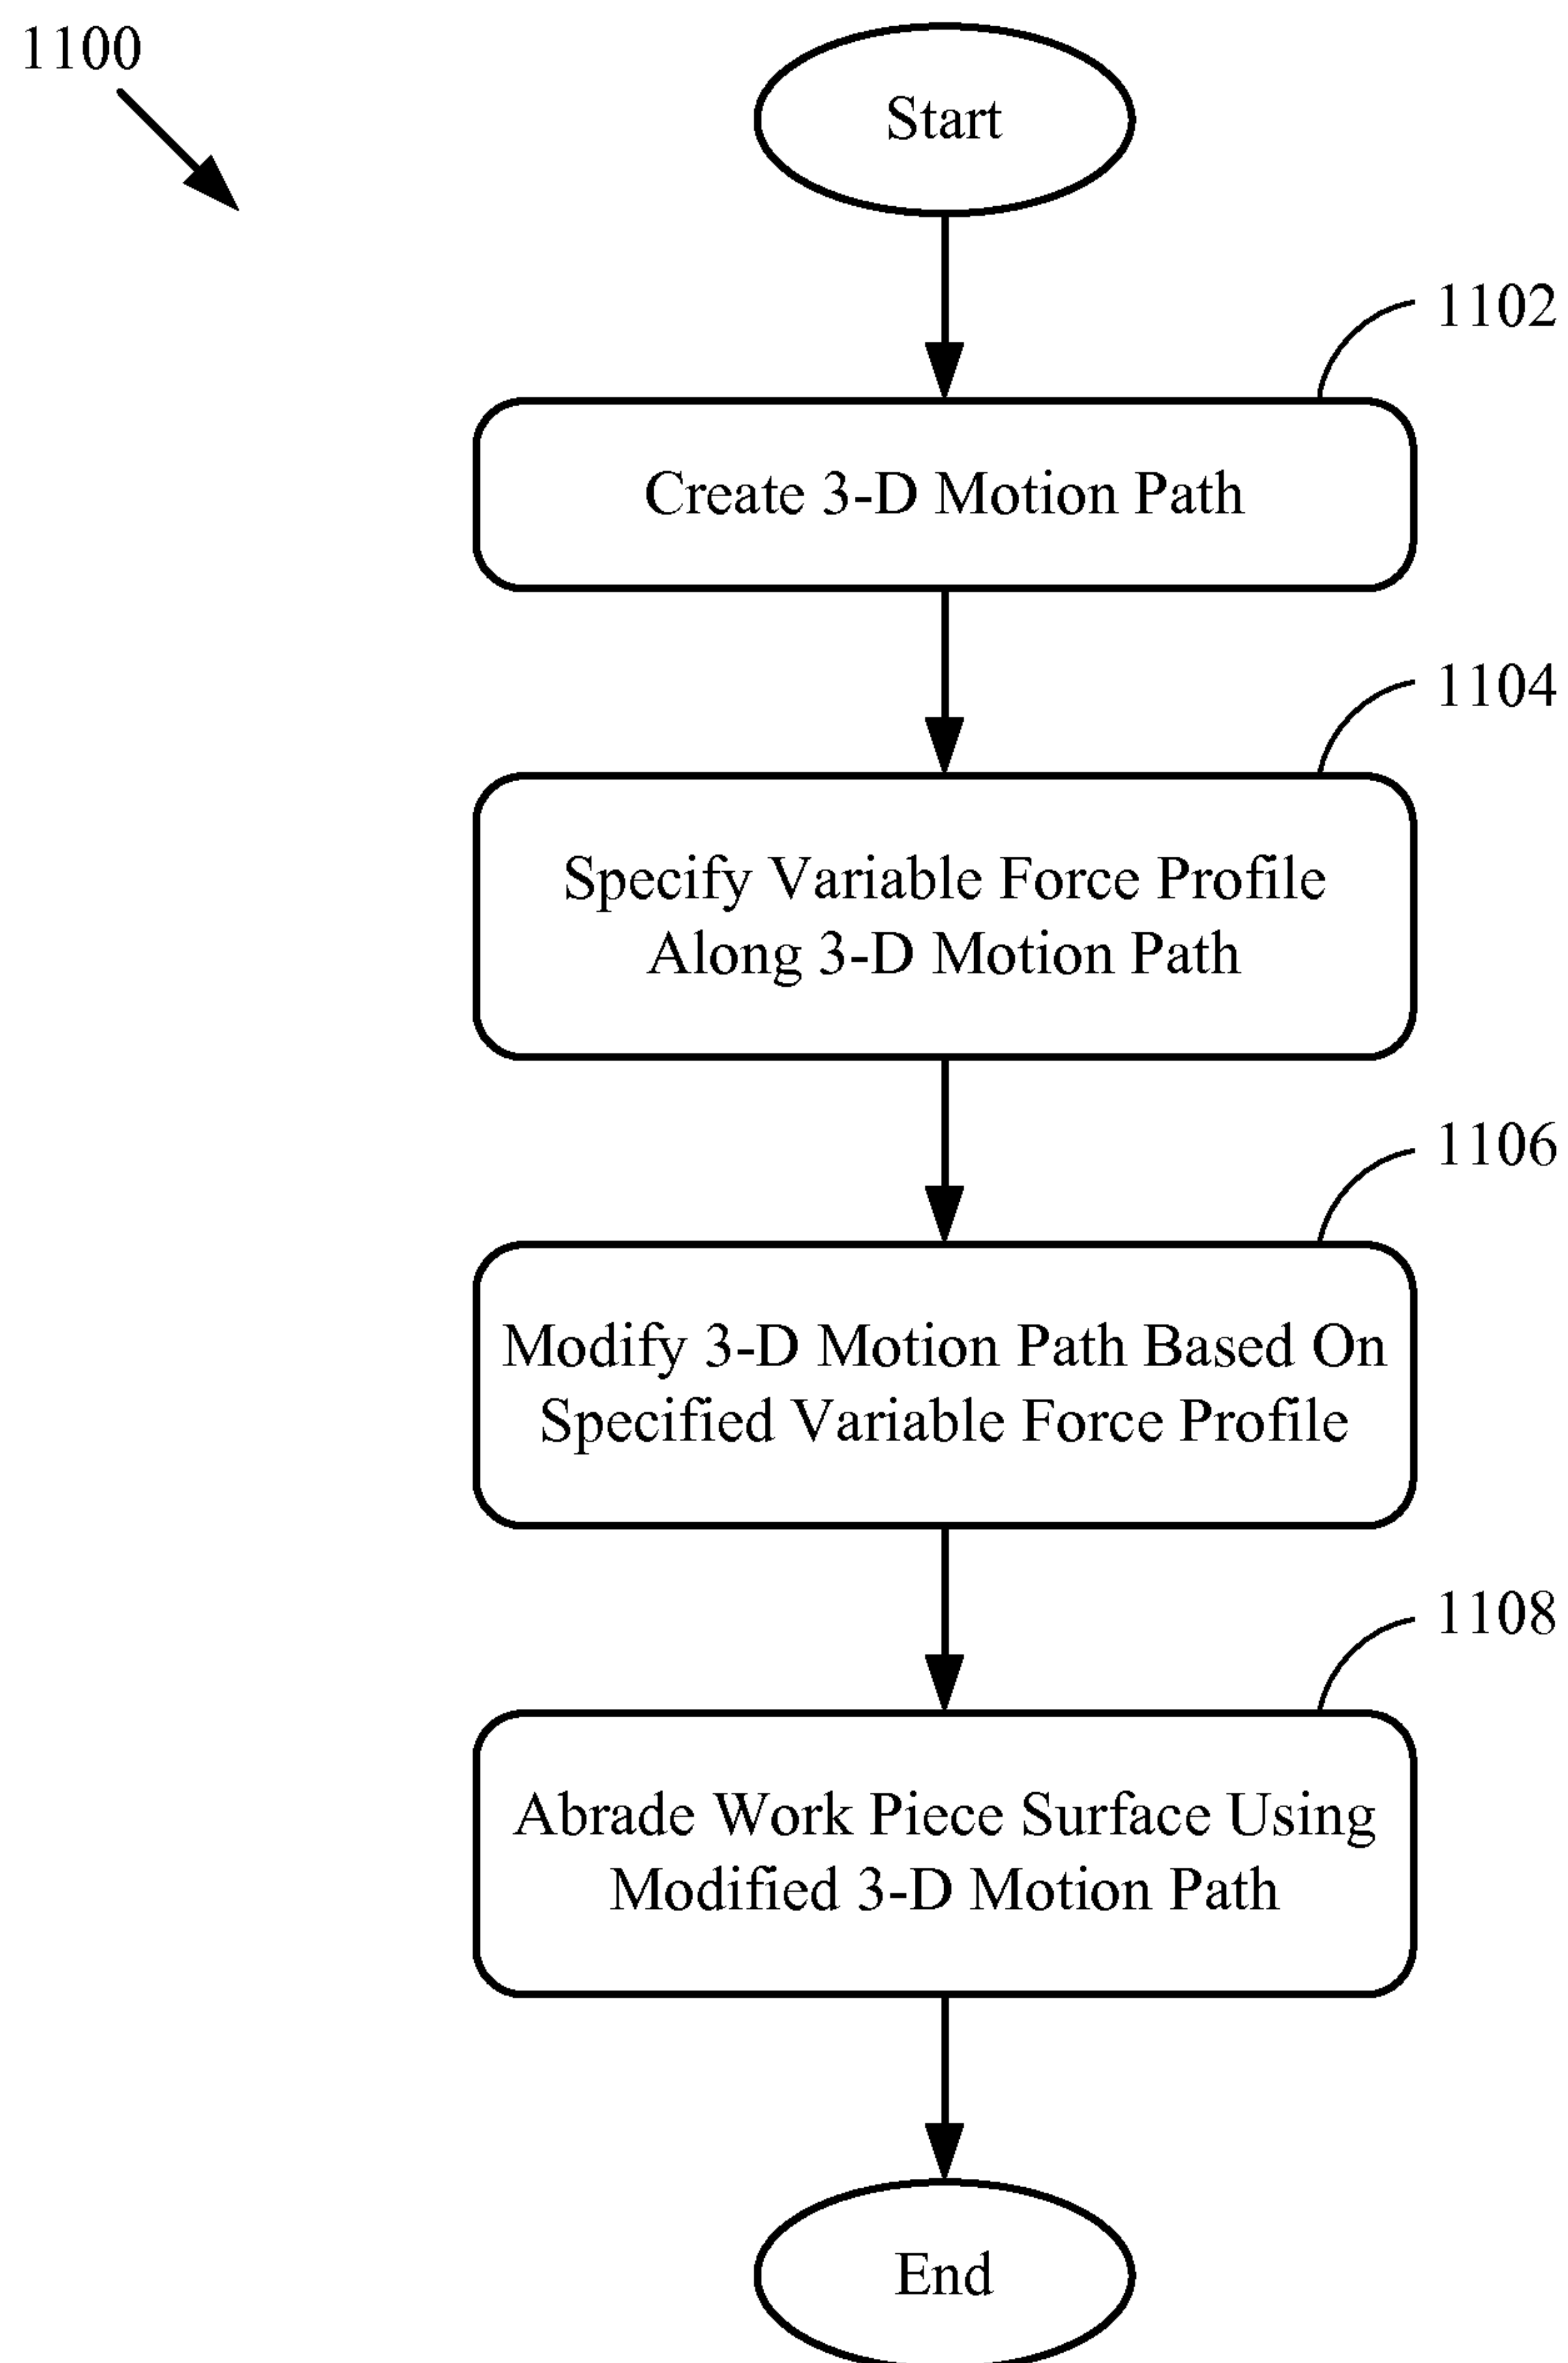 1100
Start
1102
Create 3-D Motion Path
1104
Specify Variable Force Profile
Along 3-D Motion Path
1106
Modify 3-D Motion Path Based On
Specified Variable Force Profile
1108
Abrade Work Piece Surface Using
Modified 3-D Motion Path
End